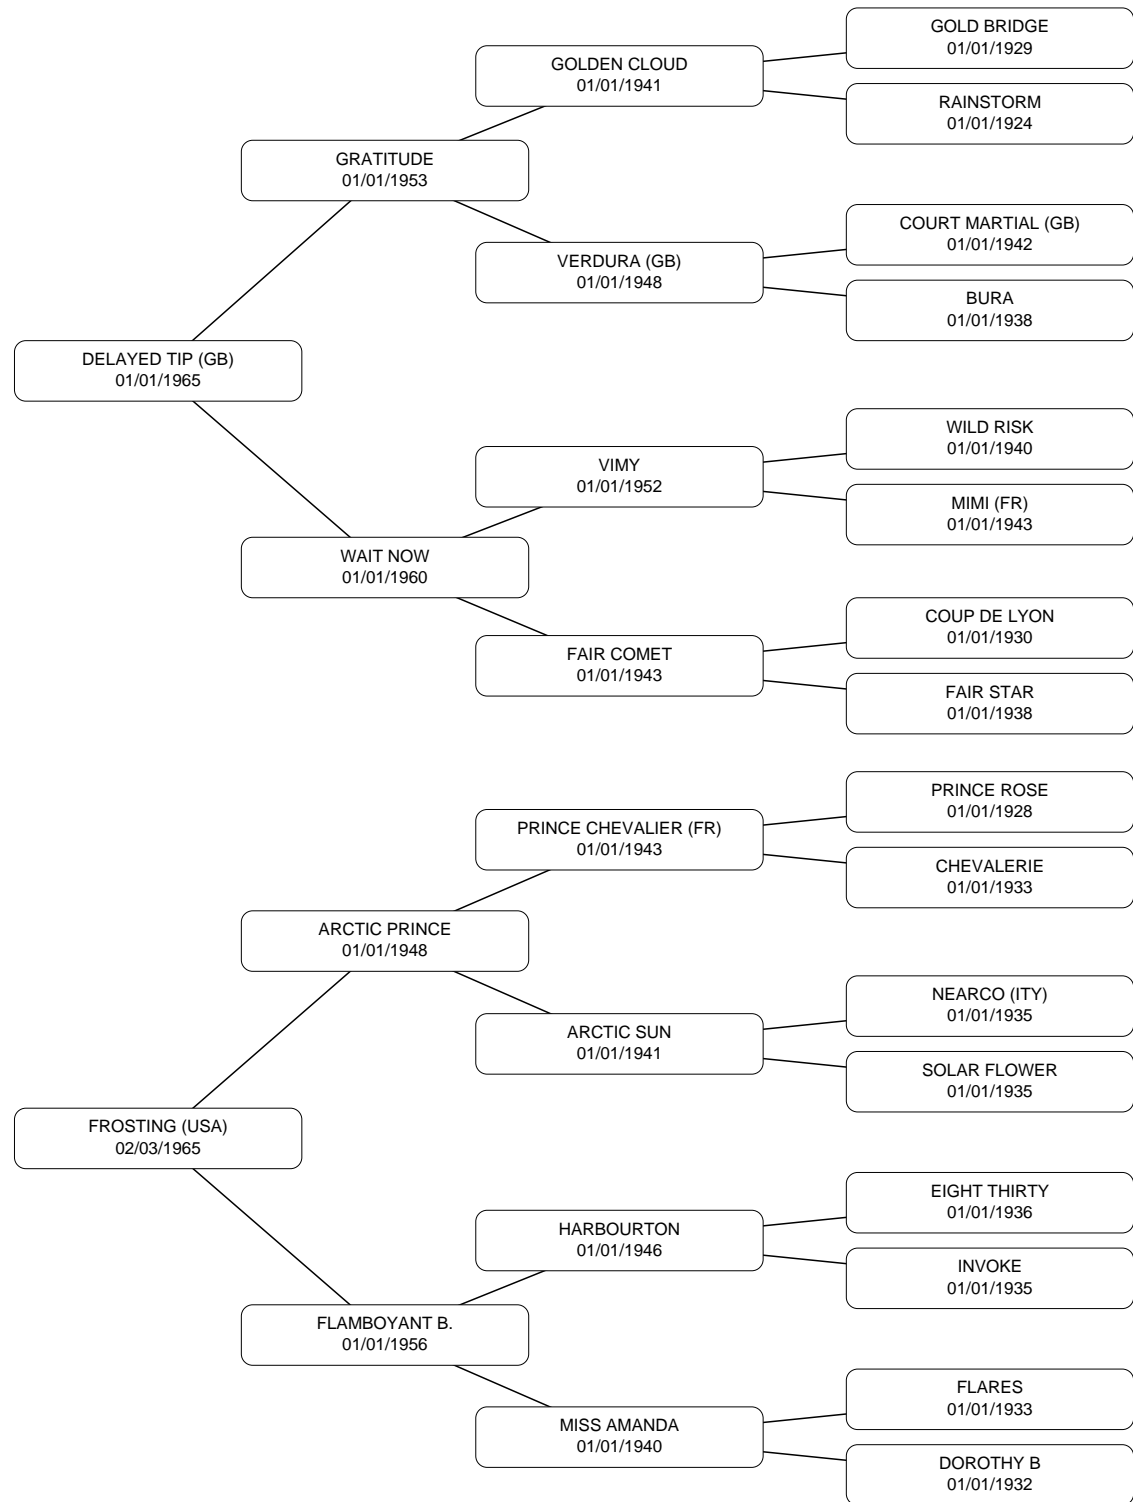 GOLD BRIDGE
01/01/1929
GOLDEN CLOUD
01/01/1941
RAINSTORM
01/01/1924
GRATITUDE
01/01/1953
COURT MARTIAL (GB)
01/01/1942
VERDURA (GB)
01/01/1948
BURA
01/01/1938
DELAYED TIP (GB)
01/01/1965
WILD RISK
01/01/1940
VIMY
01/01/1952
MIMI (FR)
01/01/1943
WAIT NOW
01/01/1960
COUP DE LYON
01/01/1930
FAIR COMET
01/01/1943
FAIR STAR
01/01/1938
PRINCE ROSE
01/01/1928
PRINCE CHEVALIER (FR)
01/01/1943
CHEVALERIE
01/01/1933
ARCTIC PRINCE
01/01/1948
NEARCO (ITY)
01/01/1935
ARCTIC SUN
01/01/1941
SOLAR FLOWER
01/01/1935
FROSTING (USA)
02/03/1965
EIGHT THIRTY
01/01/1936
HARBOURTON
01/01/1946
INVOKE
01/01/1935
FLAMBOYANT B.
01/01/1956
FLARES
01/01/1933
MISS AMANDA
01/01/1940
DOROTHY B
01/01/1932